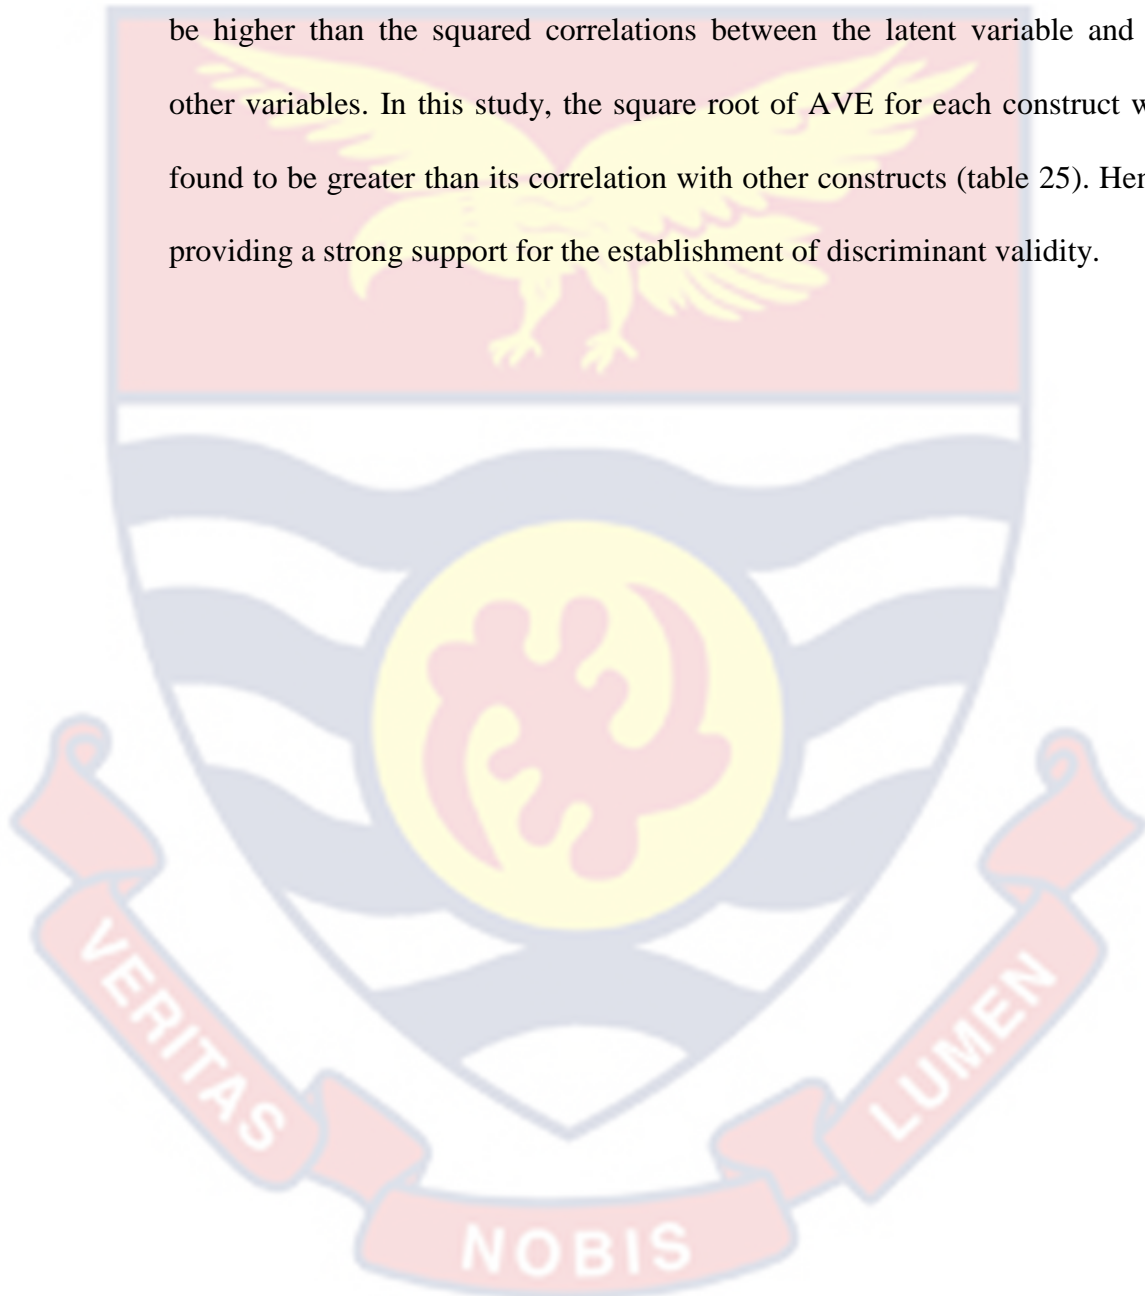 be higher than the squared correlations between the latent variable and
other variables. In this study, the square root of AVE for each construct
found to be greater than its correlation with other constructs (table 25).
providing a strong support for the establishment of discriminant validity.
VERITAS
NOBIS
LUMEN